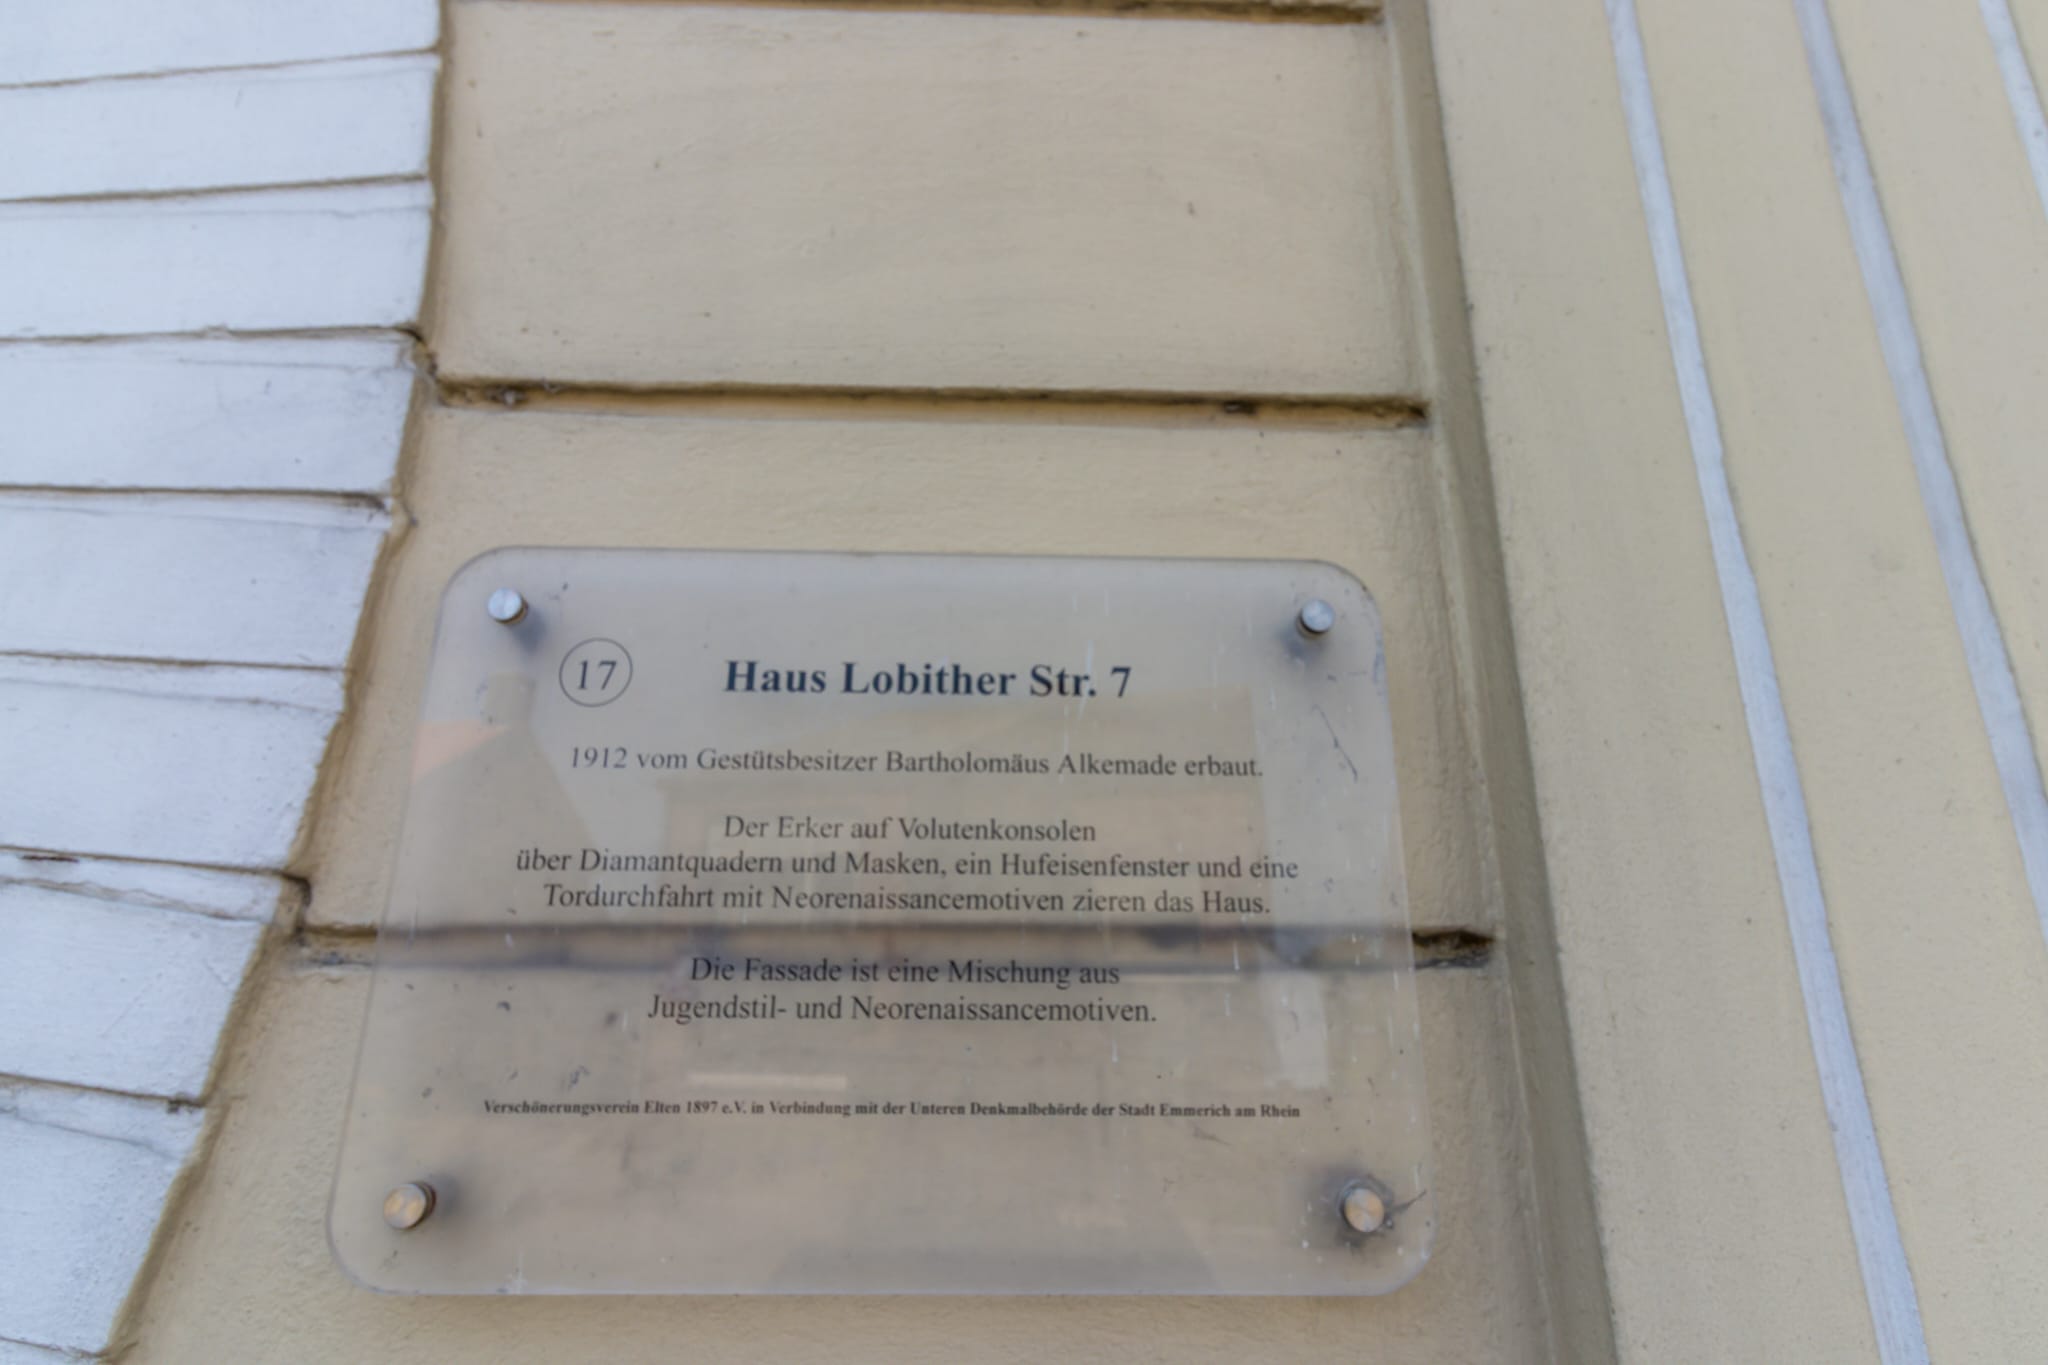 17
Haus Lobither Str. 7
1912 vom Gestütsbesitzer Bartholomäus Alkemade erbaut.
Der Erker auf Volutenkonsolen
über Diamantquadern und Masken, ein Hufeisenfenster und eine
Tordurchfahrt mit Neorenaissancemotiven zieren das Haus.
Die Fassade ist eine Mischung aus
Jugendstil- und Neorenaissancemotiven.
Verschönerungsverein Elten 1897 e.V. in Verbindung mit der Unteren Denkmalbehörde der Stadt Emmerich am Rhein